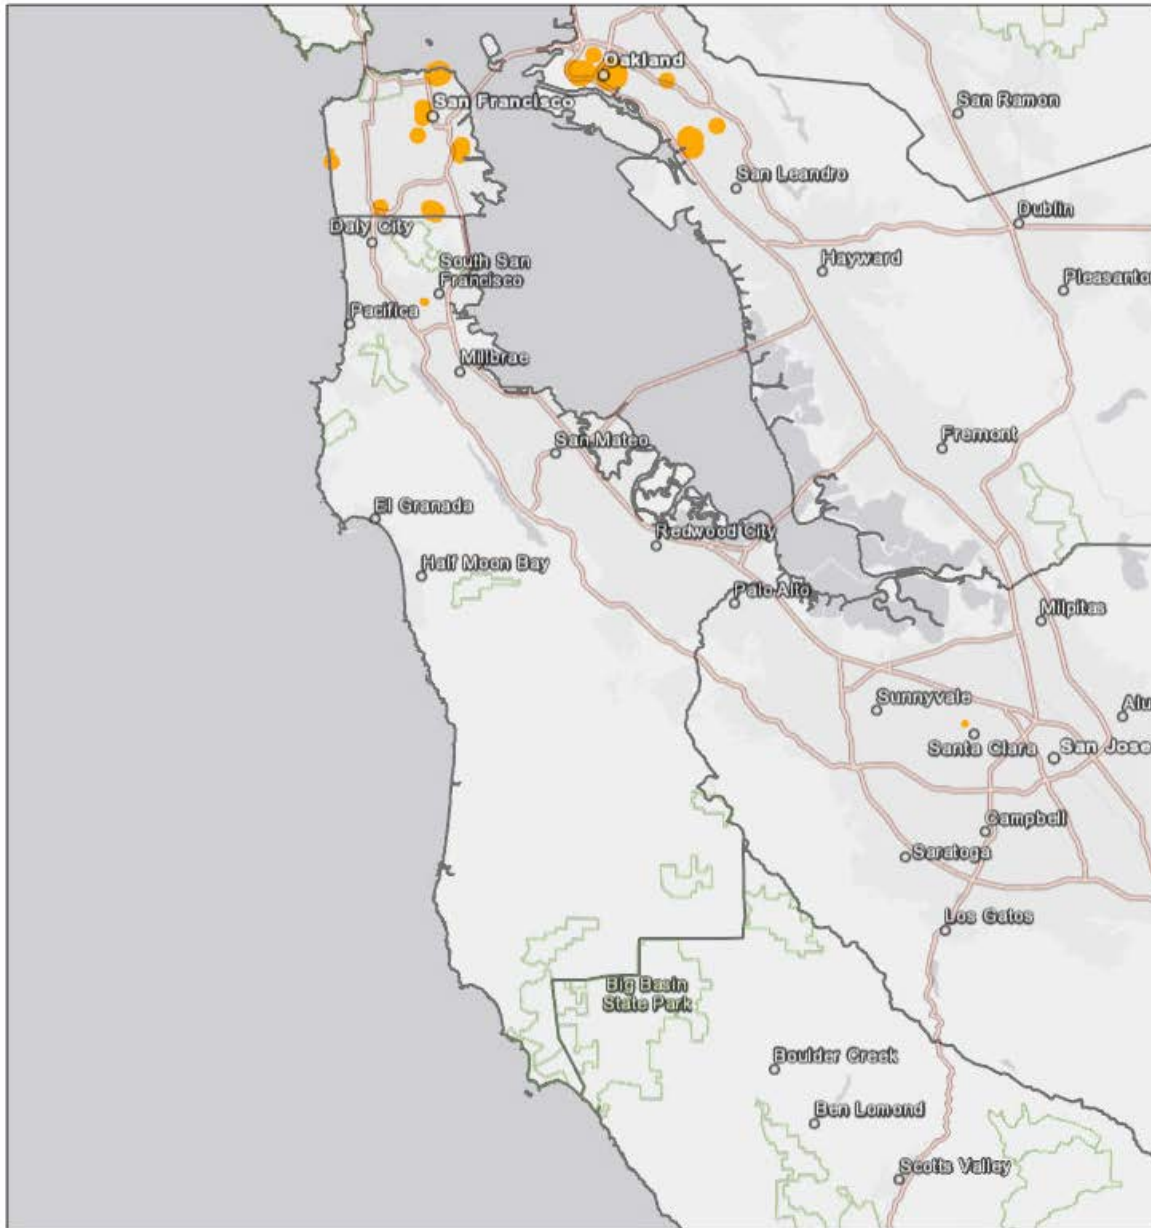 Oakland
San Francisco
San Ramon
San Leandro
Dublin
Daly City
Hayward
South San
Francisco
Pleasanton
Pacifica
Millbrae
San Mateo
Fremont
El Granada
Redwood City
Half Moon Bay
Palo Alto
Milpitas
Sunnyvale
Alu
Santa Clara
San Jose
Campbell
Saratoga
Los Gatos
Big Basin
State Park
Boulder Creek
Ben Lomond
Scotts Valley